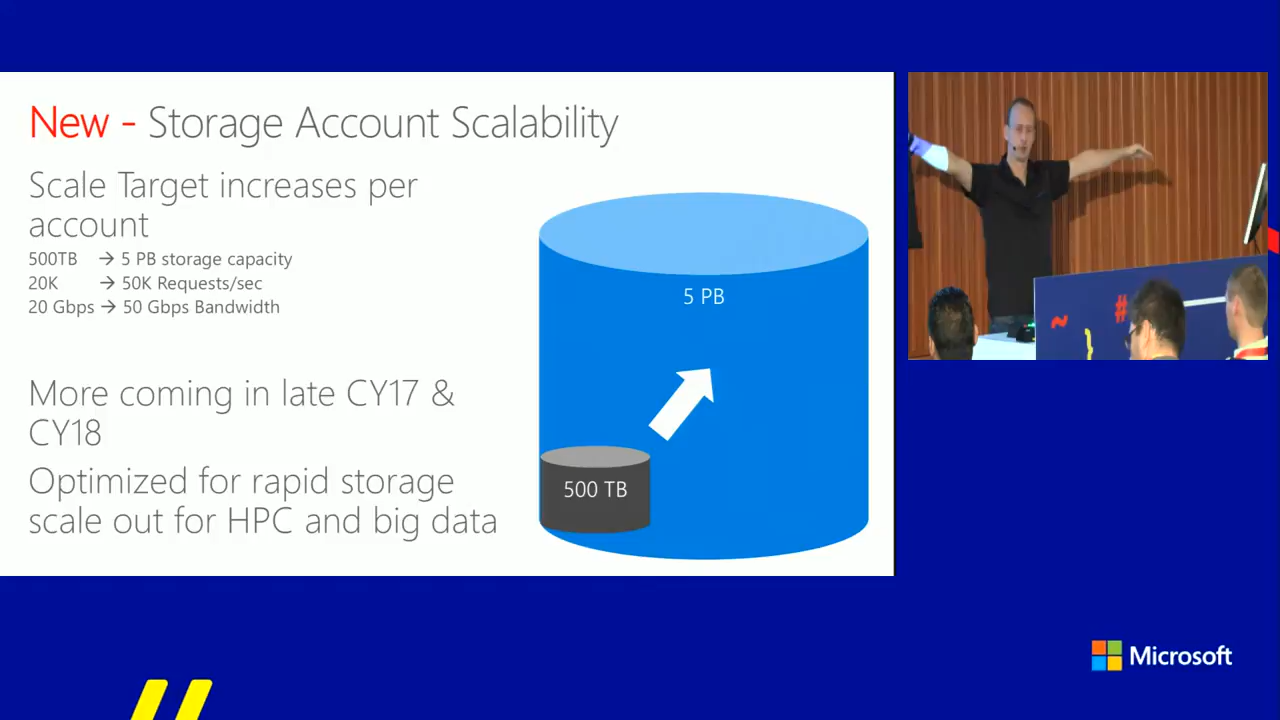 New - Storage Account Scalability
Scale Target increases per
account
500TB → 5 PB storage capacity
20K → 50K Requests/sec
20 Gbps → 50 Gbps Bandwidth
More coming in late CY17 &
CY18
Optimized for rapid storage
scale out for HPC and big data
5 PB
500 TB
~
#
}
Microsoft
//